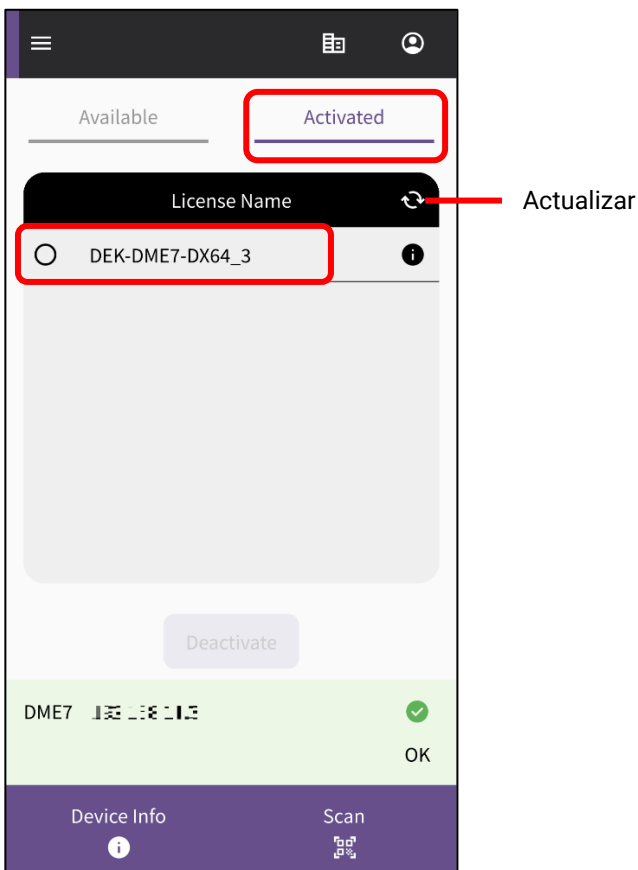 Available
Activated
License Name
Actualizar
DEK-DME7-DX64_3
Deactivate
DME7
OK
Device Info
Scan